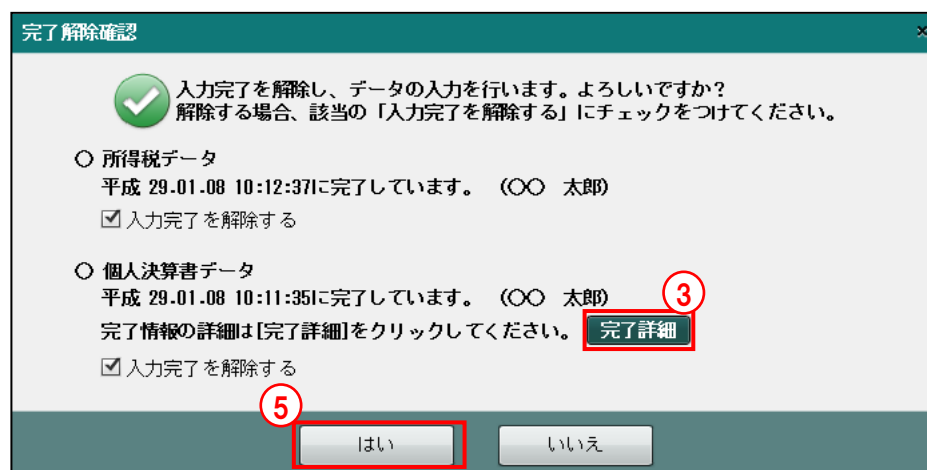 完了解除確認
×
入力完了を解除し、データの入力を行います。よろしいですか?
解除する場合、該当の「入力完了を解除する」にチェックをつけてください。
○ 所得税データ
平成 29.01.08 10:12:37に完了しています。 (○○ 太郎)
入力完了を解除する
○ 個人決算書データ
平成 29.01.08 10:11:35に完了しています。 (○○ 太郎)
③
完了情報の詳細は[完了詳細]をクリックしてください。 完了詳細
入力完了を解除する
⑤
はい いいえ